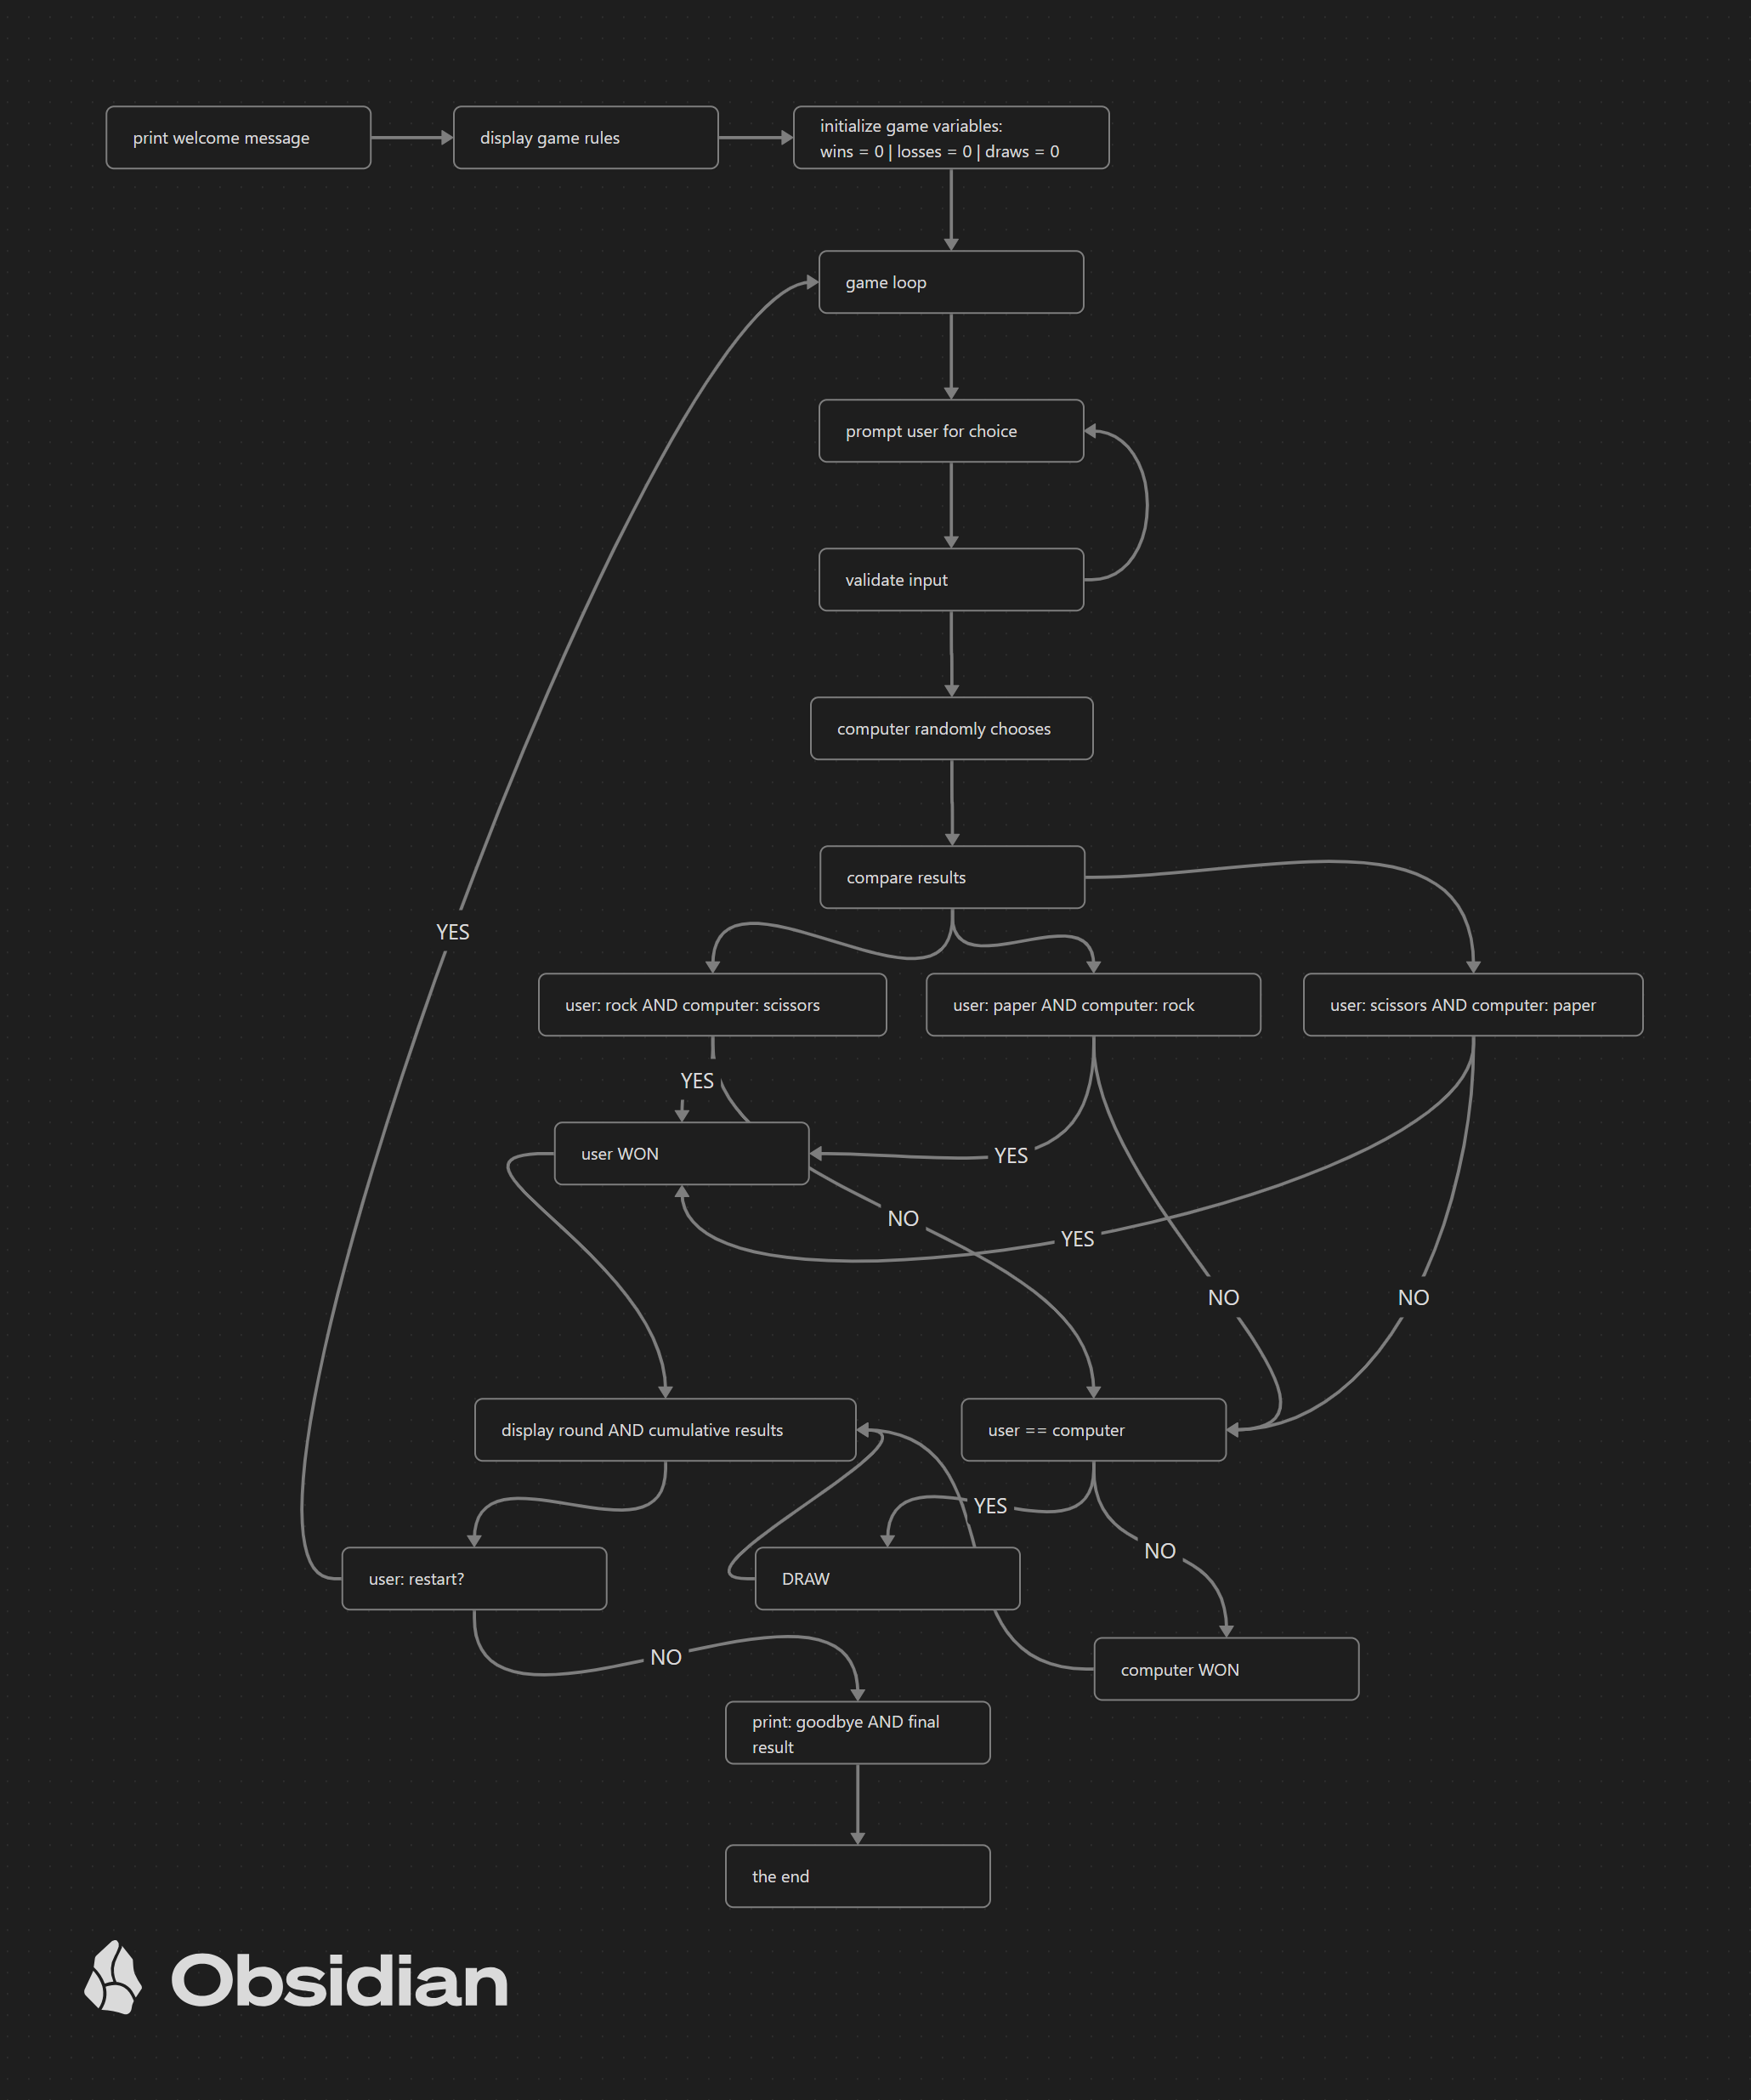 print welcome message
display game rules
initialize game variables:
wins = 0 | losses = 0 | draws = 0
game loop
prompt user for choice
validate input
computer randomly chooses
compare results
YES
user: rock AND computer: scissors
user: paper AND computer: rock
user: scissors AND computer: paper
YES
user WON
YES
NO
YES
NO
NO
display round AND cumulative results
user == computer
YES
NO
user: restart?
DRAW
NO
computer WON
print: goodbye AND final
result
the end
Obsidian